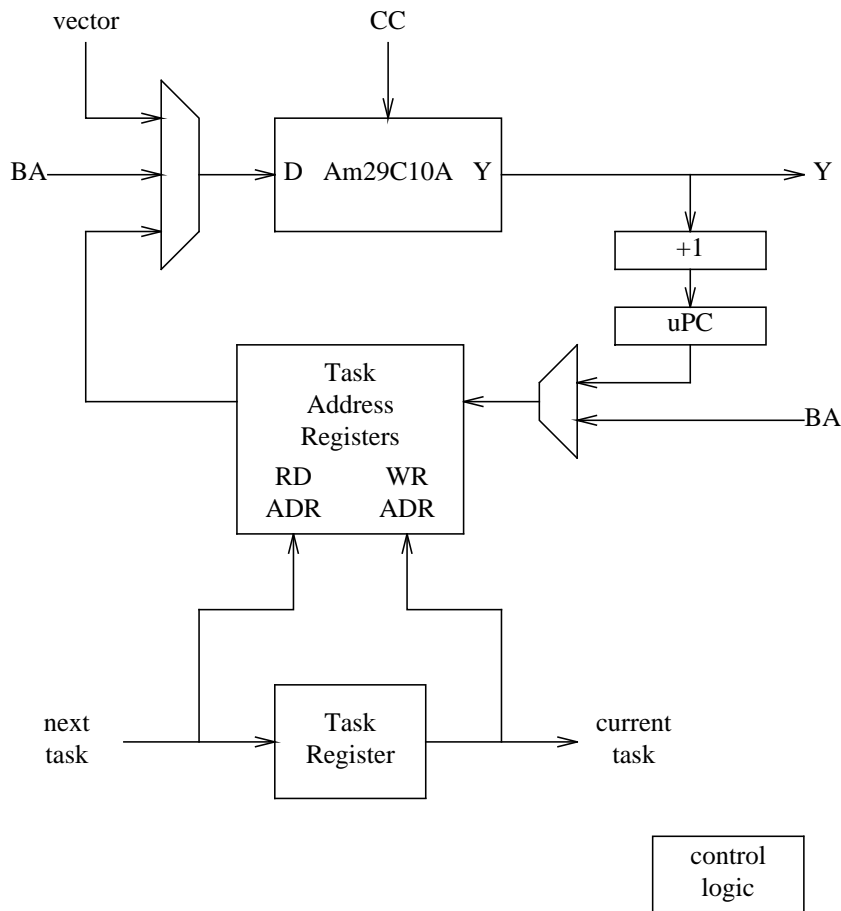 vector
CC
BA
D Am29C10A Y
Y
+1
uPC
Task
Address
Registers
BA
RD
ADR
WR
ADR
next
task
Task
Register
current
task
control
logic